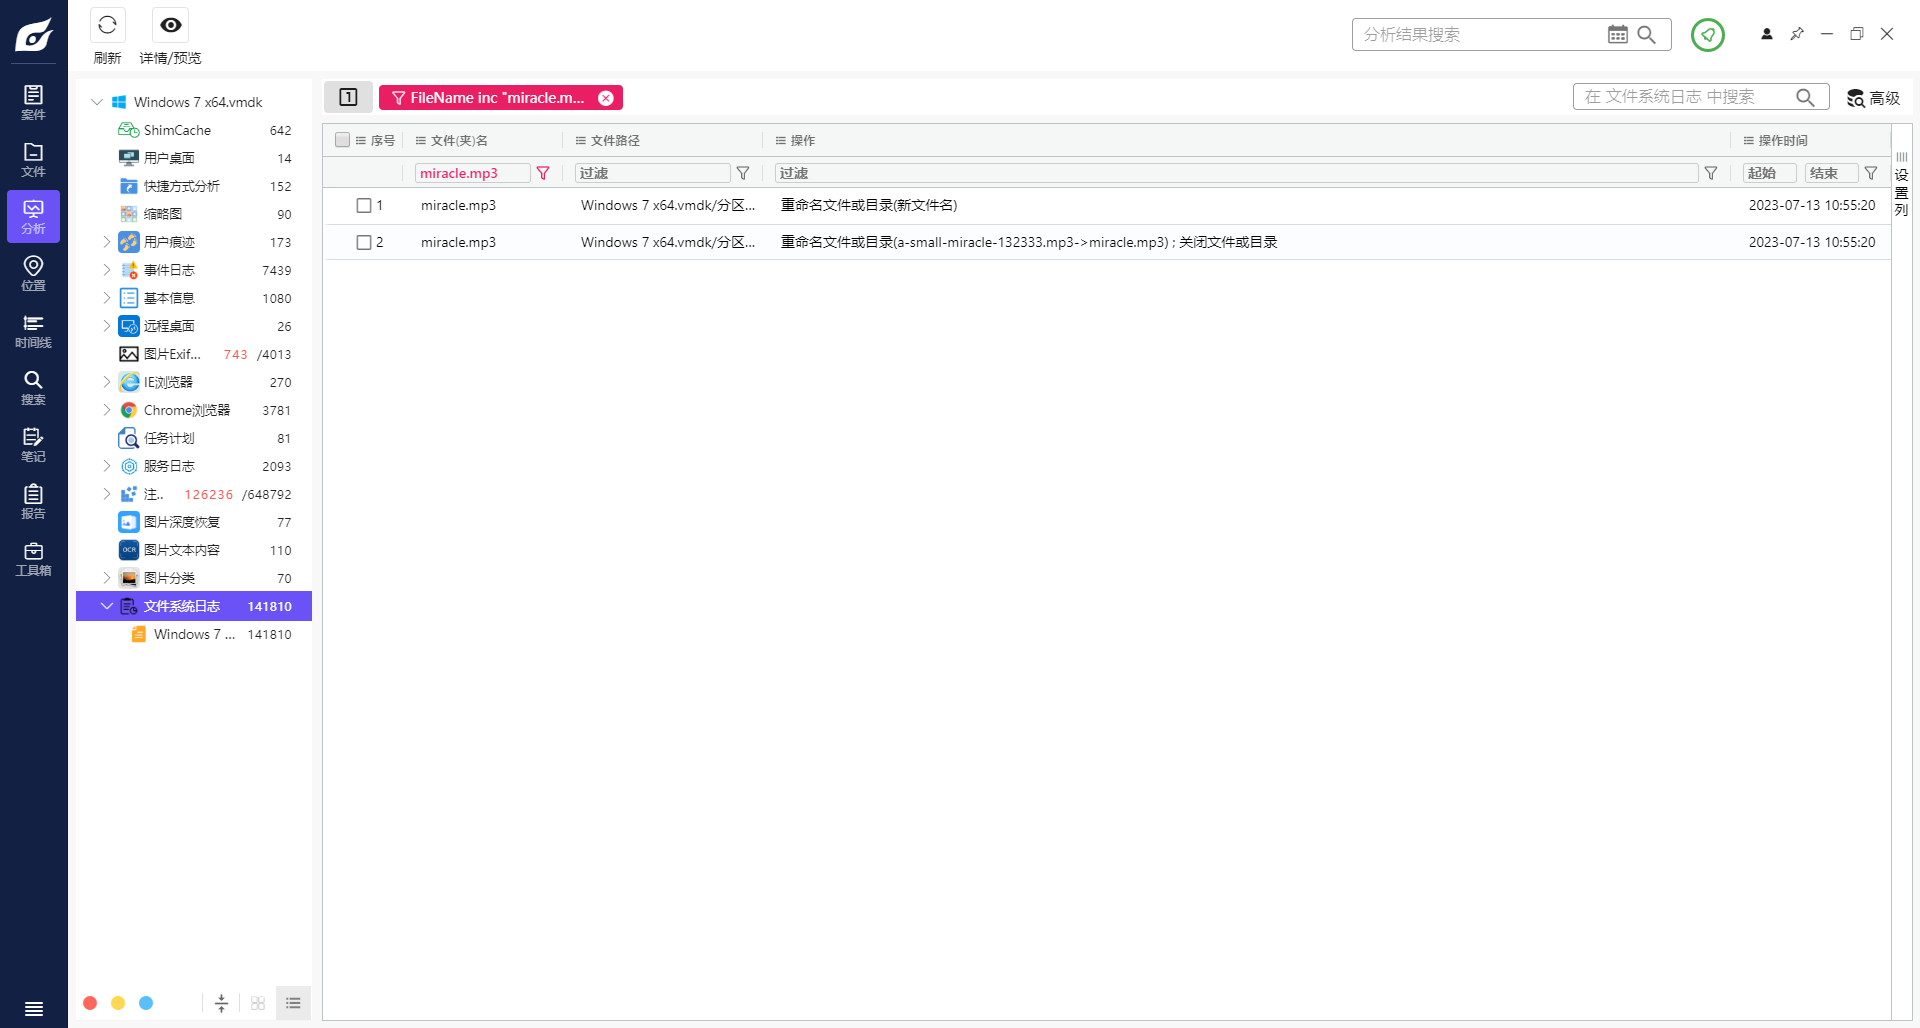 刷新
详情/预览
分析结果搜索
案件
文件
分析
位置
时间线
搜索
笔记
报告
工具箱
Windows 7 x64.vmdk
ShimCache 642
用户桌面 14
快捷方式分析 152
缩略图 90
用户痕迹 173
事件日志 7439
基本信息 1080
远程桌面 26
图片Exif... 743 /4013
IE浏览器 270
Chrome浏览器 3781
任务计划 81
服务日志 2093
注.. 126236 /648792
图片深度恢复 77
OCR 图片文本内容 110
图片分类 70
文件系统日志 141810
Windows 7 ... 141810
1 FileName inc "miracle.m...
在 文件系统日志 中搜索
高级
序号 文件(夹)名 文件路径 操作 操作时间
miracle.mp3 过滤 过滤 起始 结束
1 miracle.mp3 Windows 7 x64.vmdk/分区... 重命名文件或目录(新文件名) 2023-07-13 10:55:20
2 miracle.mp3 Windows 7 x64.vmdk/分区... 重命名文件或目录(a-small-miracle-132333.mp3->miracle.mp3) ; 关闭文件或目录 2023-07-13 10:55:20
设置列